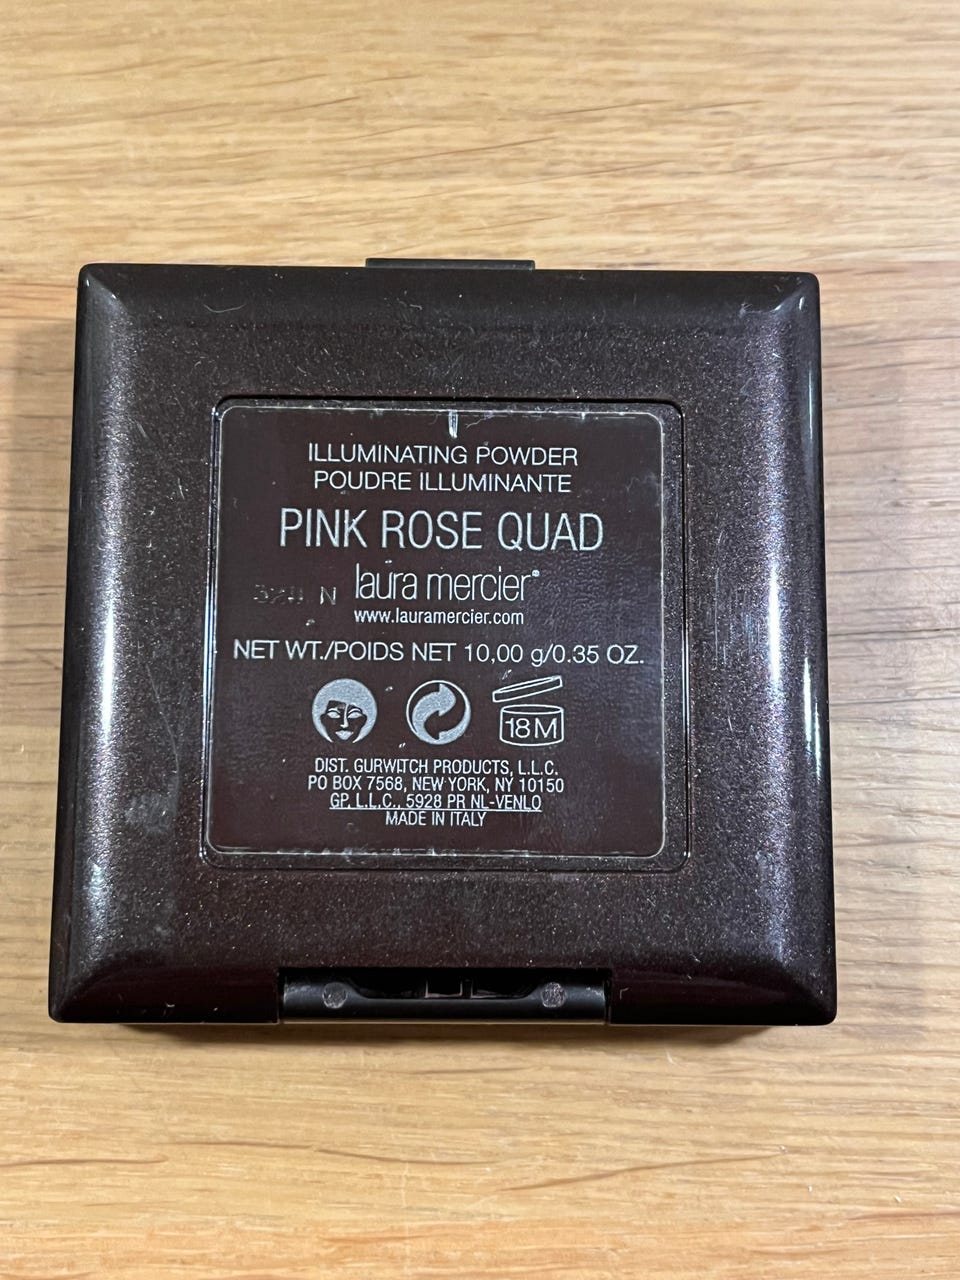 ILLUMINATING POWDER
POUDRE ILLUMINANTE
PINK ROSE QUAD
laura mercier®
www.lauramercier.com
NET WT./POIDS NET 10,00 g/0.35 OZ.
18M
DIST. GURWITCH PRODUCTS, L.L.C.
PO BOX 7568, NEW YORK, NY 10150
GP. L.L.C., 5928 PR NL-VENLO
MADE IN ITALY